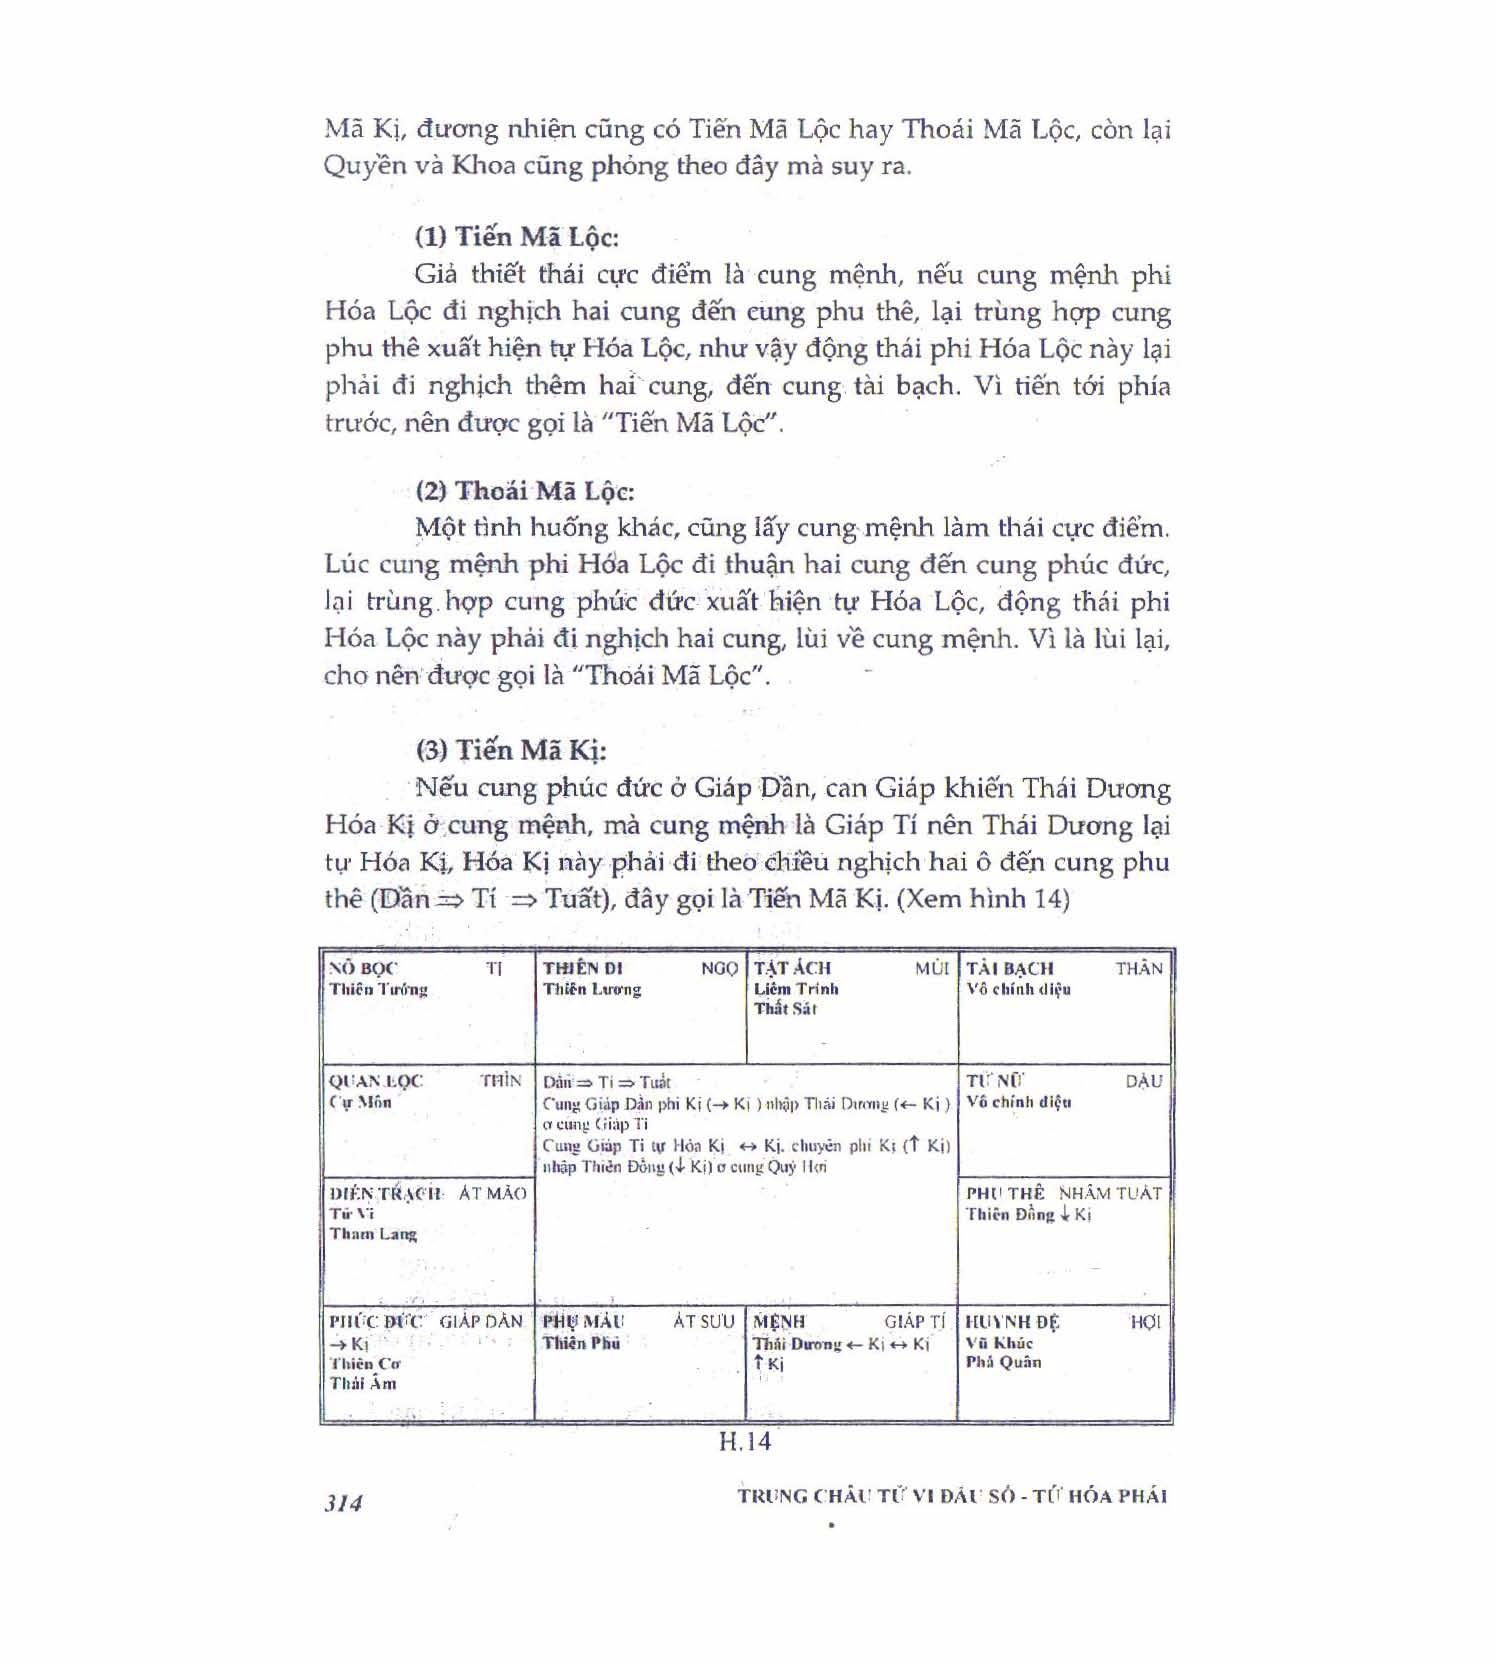 Mã Kị, đương nhiên cũng có Tiến Mã Lộc hay Thoái Mã Lộc, còn lại
Quyền và Khoa cũng phỏng theo đây mà suy ra.
(1) Tiến Mã Lộc:
Giả thiết thái cực điểm là cung mệnh, nếu cung mệnh phi
Hóa Lộc đi nghịch hai cung đến cung phu thê, lại trùng hợp cung
phu thê xuất hiện tự Hóa Lộc, như vậy động thái phi Hóa Lộc này lại
phải đi nghịch thêm hai cung, đến cung tài bạch. Vì tiến tới phía
trước, nên được gọi là "Tiến Mã Lộc".
(2) Thoái Mã Lộc:
Một tình huống khác, cũng lấy cung mệnh làm thái cực điểm.
Lúc cung mệnh phi Hóa Lộc đi thuận hai cung đến cung phúc đức,
lại trùng hợp cung phúc đức xuất hiện tự Hóa Lộc, động thái phi
Hóa Lộc này phải đi nghịch hai cung, lùi về cung mệnh. Vì là lùi lại,
cho nên được gọi là "Thoái Mã Lộc".
(3) Tiến Mã Kị:
Nếu cung phúc đức ở Giáp Dần, can Giáp khiến Thái Dương
Hóa Kị ở cung mệnh, mà cung mệnh là Giáp Tí nên Thái Dương lại
tự Hóa Kị, Hóa Kị này phải đi theo chiều nghịch hai ô đến cung phu
thê (Dần ⇒ Tí ⇒ Tuất), đây gọi là Tiến Mã Kị. (Xem hình 14)
NÔ BỘC TỊ
Thiên Tướng
THIÊN DI NGỌ
Thiên Lương
TẬT ÁCH MÙI
Liêm Trinh
Thất Sát
TÀI BẠCH THÂN
Vô chính diệu
QUAN LỘC THÌN
Cự Môn
Dần ⇒ Tí ⇒ Tuất
Cung Giáp Dần phi Kị (→ Kị ) nhập Thái Dương (← Kị )
ở cung Giáp Tí
Cung Giáp Tí tự Hóa Kị ↔ Kị, chuyển phi Kị (↑ Kị)
nhập Thiên Đồng (↓ Kị) ở cung Quý Hợi
TỬ NỮ DẬU
Vô chính diệu
ĐIỀN TRẠCH ẤT MÃO
Tử Vi
Tham Lang
PHU THÊ NHÂM TUẤT
Thiên Đồng ↓ Kị
PHÚC ĐỨC GIÁP DẦN
→ Kị
Thiên Cơ
Thái Âm
PHỤ MẪU ẤT SỬU
Thiên Phủ
MỆNH GIÁP TÍ
Thái Dương ← Kị ↔ Kị
↑ Kị
HUYNH ĐỆ HỢI
Vũ Khúc
Phá Quân
H.14
314
TRUNG CHÂU TỬ VI ĐẨU SỐ - TỨ HÓA PHÁI